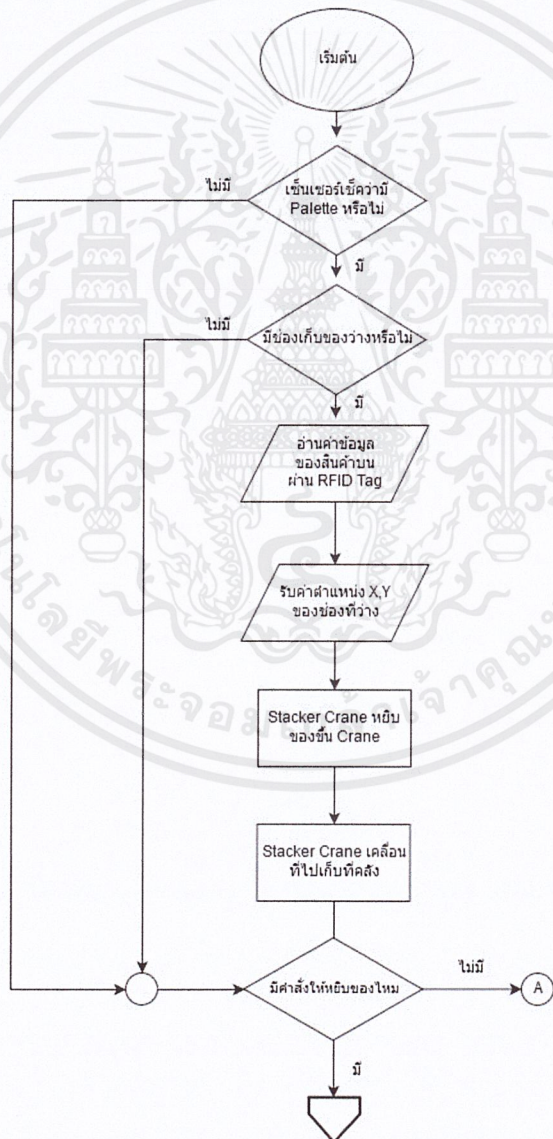 เริ่มต้น
เซ็นเซอร์เช็คว่ามี
Palette หรือไม่
ไม่มี
มี
มีช่องเก็บของว่างหรือไม่
ไม่มี
มี
อ่านค่าข้อมูล
ของสินค้าบน
ผ่าน RFID Tag
รับค่าตำแหน่ง X,Y
ของช่องที่ว่าง
Stacker Crane หยิบ
ของขึ้น Crane
Stacker Crane เคลื่อน
ที่ไปเก็บที่คลัง
มีคำสั่งให้หยิบของไหม
ไม่มี
A
มี